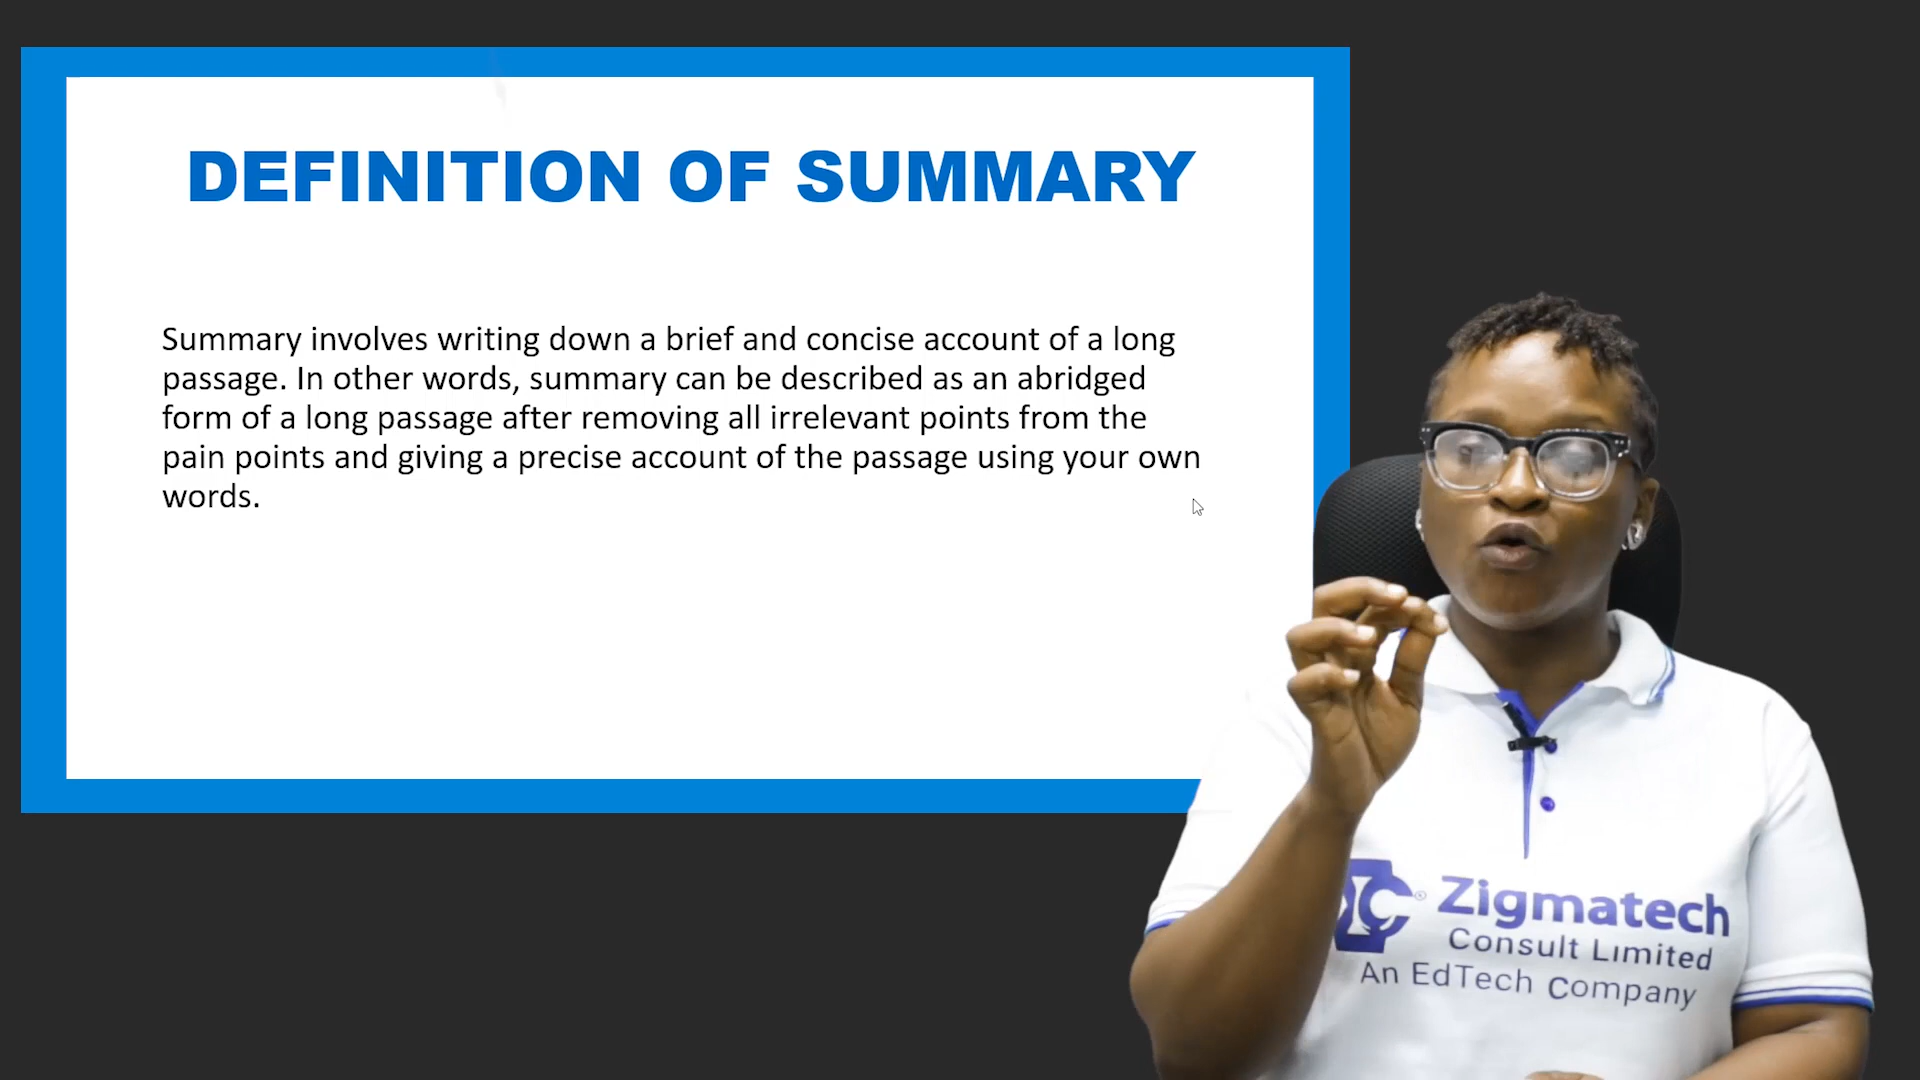 DEFINITION OF SUMMARY
Summary involves writing down a brief and concise account of a long
passage. In other words, summary can be described as an abridged
form of a long passage after removing all irrelevant points from the
pain points and giving a precise account of the passage using your own
words.
Zigmatech
Consult Limited
An EdTech Company